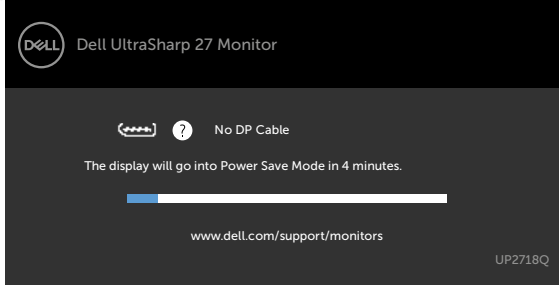 DELL
Dell UltraSharp 27 Monitor
? No DP Cable
The display will go into Power Save Mode in 4 minutes.
www.dell.com/support/monitors
UP2718Q